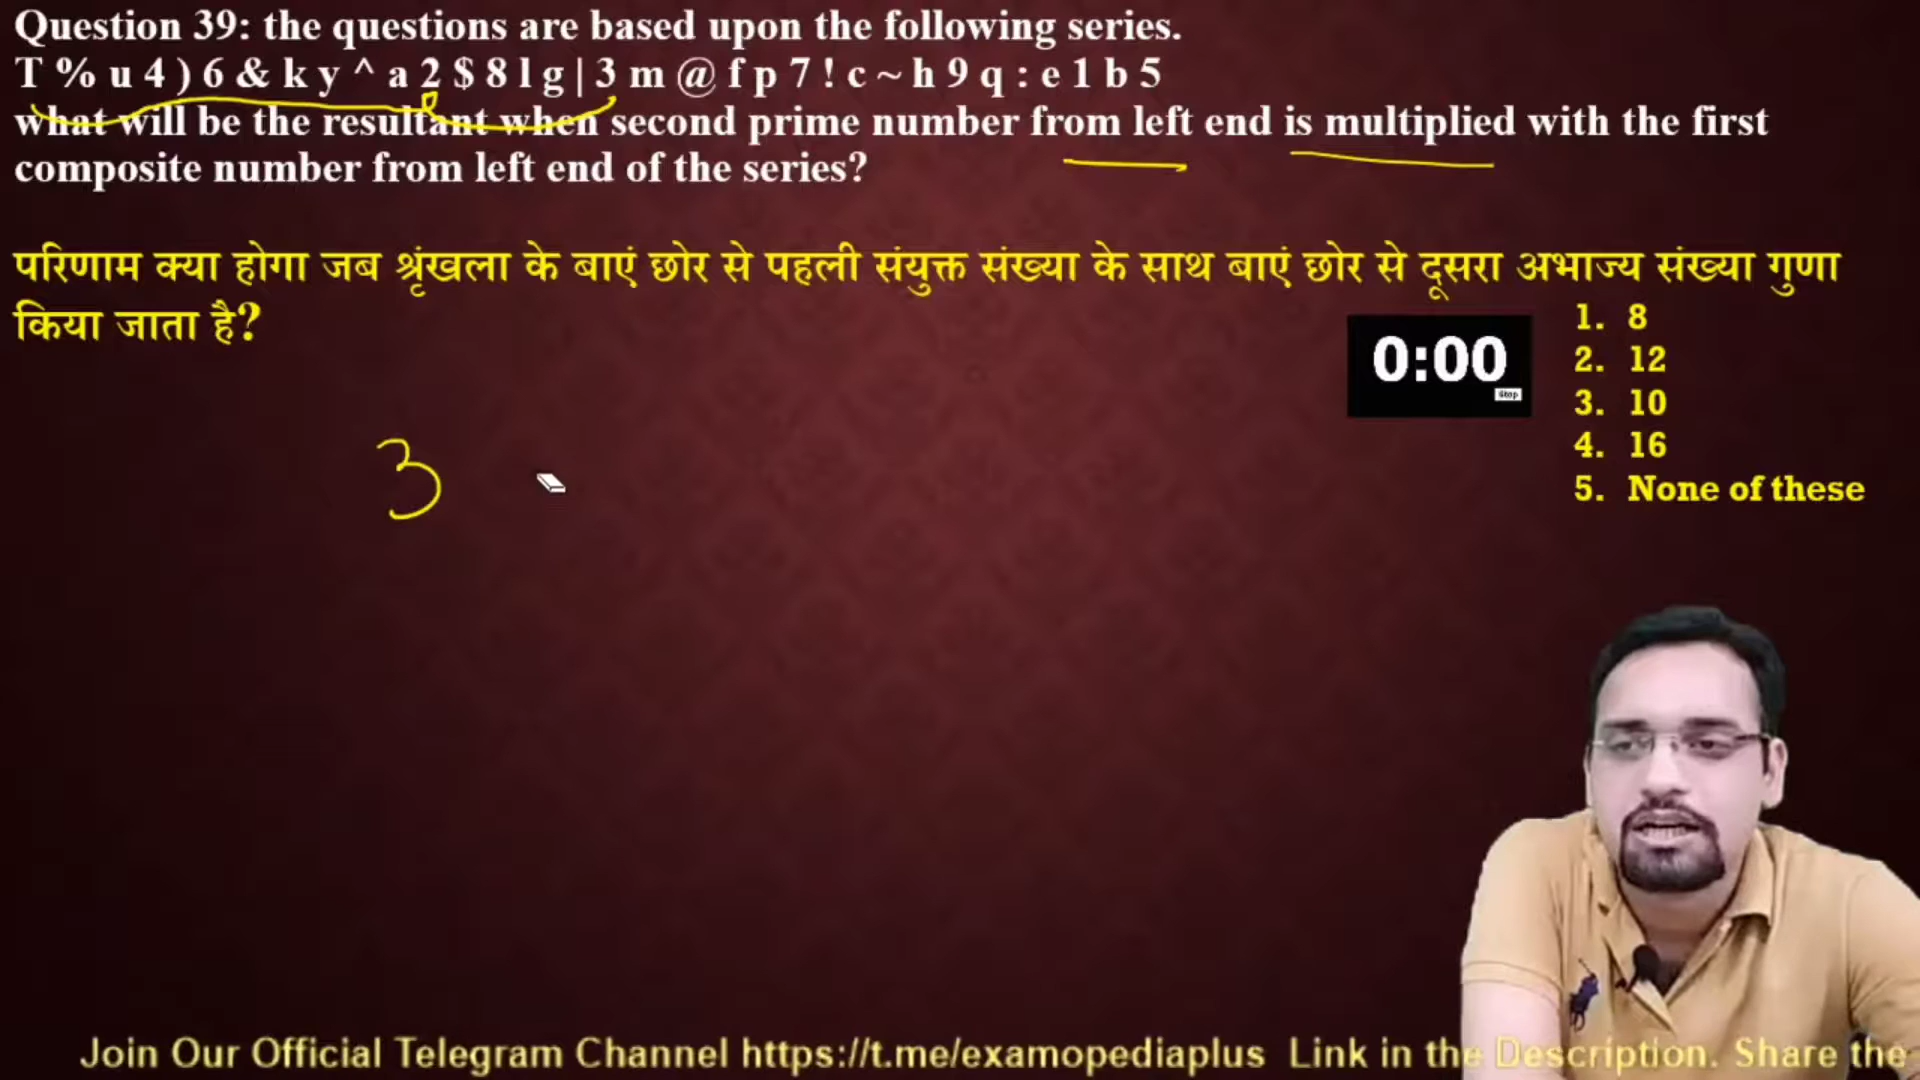 Question 39: the questions are based upon the following series.
T % u 4 ) 6 & k y ^ a 2 $ 8 l g | 3 m @ f p 7 ! c ~ h 9 q : e 1 b 5
what will be the resultant when second prime number from left end is multiplied with the first
composite number from left end of the series?
परिणाम क्या होगा जब श्रृंखला के बाएं छोर से पहली संयुक्त संख्या के साथ बाएं छोर से दूसरा अभाज्य संख्या गुणा
किया जाता है?
1. 8
2. 12
3. 10
4. 16
5. None of these
0:00
Stop
3
Join Our Official Telegram Channel https://t.me/examopediaplus Link in the Description. Share the